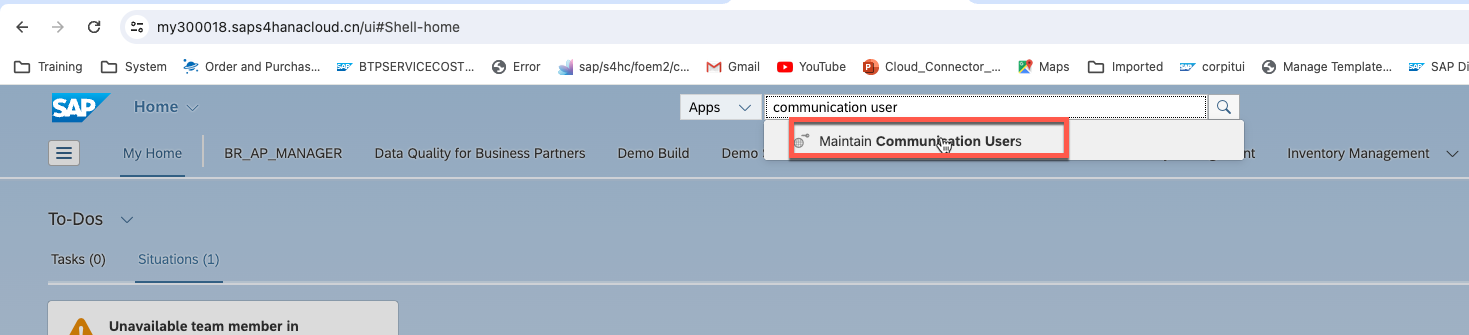 my300018.saps4hanacloud.cn/ui#Shell-home
Training System Order and Purchas... BTPSERVICECOST... Error sap/s4hc/foem2/c... Gmail YouTube Cloud_Connector_... Maps Imported corpitui Manage Template... SAP Di
SAP Home Apps communication user
Maintain Communication Users
My Home BR_AP_MANAGER Data Quality for Business Partners Demo Build Demo Inventory Management
To-Dos
Tasks (0) Situations (1)
Unavailable team member in